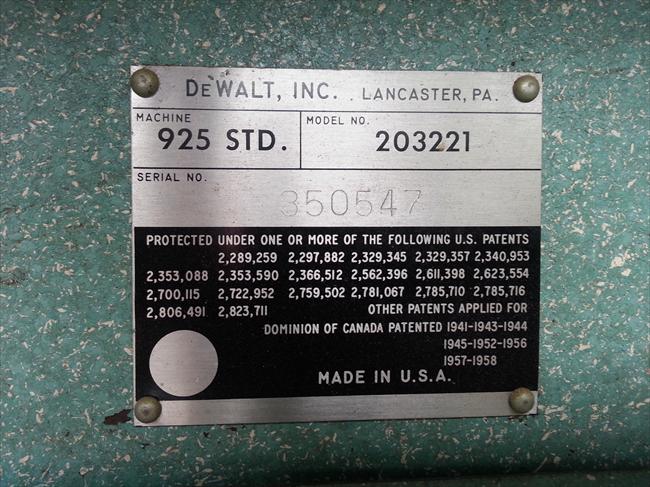 DEWALT, INC. LANCASTER, PA.
MACHINE MODEL NO.
925 STD. 203221
SERIAL NO.
350547
PROTECTED UNDER ONE OR MORE OF THE FOLLOWING U.S. PATENTS
2,289,259 2,297,882 2,329,345 2,329,357 2,340,953
2,353,088 2,353,590 2,366,512 2,562,396 2,611,398 2,623,554
2,700,115 2,722,952 2,759,502 2,781,067 2,785,710 2,785,716
2,806,491 2,823,711 OTHER PATENTS APPLIED FOR
DOMINION OF CANADA PATENTED 1941-1943-1944
1945-1952-1956
1957-1958
MADE IN U.S.A.